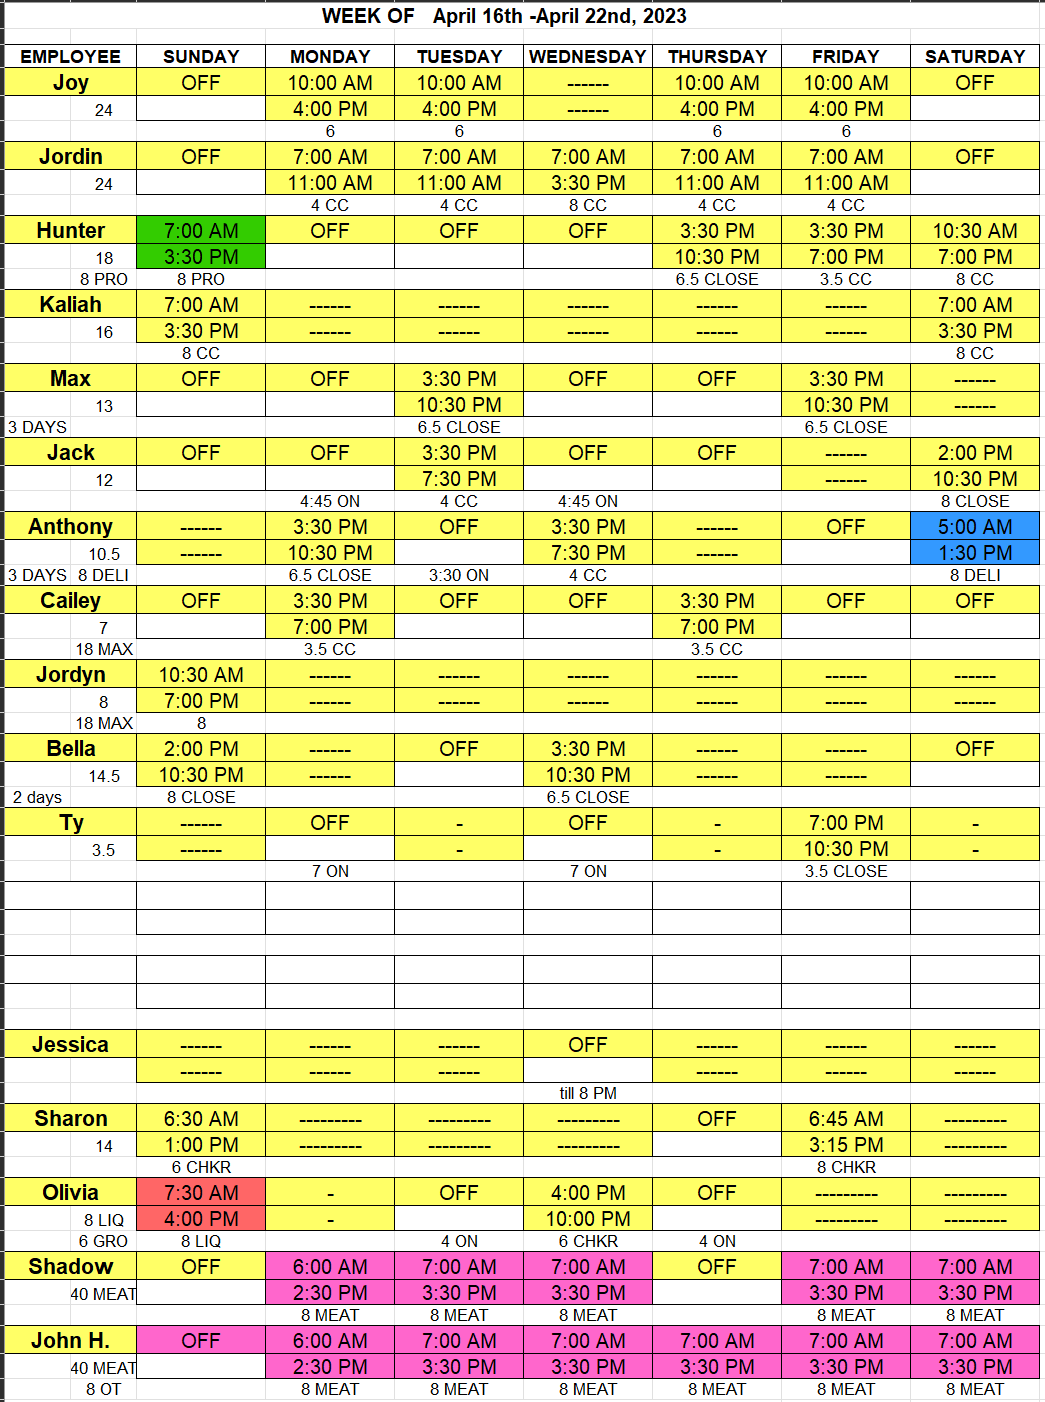 WEEK OF April 16th -April 22nd, 2023
EMPLOYEE SUNDAY MONDAY TUESDAY WEDNESDAY THURSDAY FRIDAY SATURDAY
Joy OFF 10:00 AM 10:00 AM ------ 10:00 AM 10:00 AM OFF
24 4:00 PM 4:00 PM ------ 4:00 PM 4:00 PM
6 6 6 6
Jordin OFF 7:00 AM 7:00 AM 7:00 AM 7:00 AM 7:00 AM OFF
24 11:00 AM 11:00 AM 3:30 PM 11:00 AM 11:00 AM
4 CC 4 CC 8 CC 4 CC 4 CC
Hunter 7:00 AM OFF OFF OFF 3:30 PM 3:30 PM 10:30 AM
18 3:30 PM 10:30 PM 7:00 PM 7:00 PM
8 PRO 8 PRO 6.5 CLOSE 3.5 CC 8 CC
Kaliah 7:00 AM ------ ------ ------ ------ ------ 7:00 AM
16 3:30 PM ------ ------ ------ ------ ------ 3:30 PM
8 CC 8 CC
Max OFF OFF 3:30 PM OFF OFF 3:30 PM ------
13 10:30 PM 10:30 PM ------
3 DAYS 6.5 CLOSE 6.5 CLOSE
Jack OFF OFF 3:30 PM OFF OFF ------ 2:00 PM
12 7:30 PM ------ 10:30 PM
4:45 ON 4 CC 4:45 ON 8 CLOSE
Anthony ------ 3:30 PM OFF 3:30 PM ------ OFF 5:00 AM
10.5 ------ 10:30 PM 7:30 PM ------ 1:30 PM
3 DAYS 8 DELI 6.5 CLOSE 3:30 ON 4 CC 8 DELI
Cailey OFF 3:30 PM OFF OFF 3:30 PM OFF OFF
7 7:00 PM 7:00 PM
18 MAX 3.5 CC 3.5 CC
Jordyn 10:30 AM ------ ------ ------ ------ ------ ------
8 7:00 PM ------ ------ ------ ------ ------ ------
18 MAX 8
Bella 2:00 PM ------ OFF 3:30 PM ------ ------ OFF
14.5 10:30 PM ------ 10:30 PM ------ ------
2 days 8 CLOSE 6.5 CLOSE
Ty ------ OFF - OFF - 7:00 PM -
3.5 ------ - - 10:30 PM -
7 ON 7 ON 3.5 CLOSE
Jessica ------ ------ ------ OFF ------ ------ ------
------ ------ ------ ------ ------ ------
till 8 PM
Sharon 6:30 AM --------- --------- --------- OFF 6:45 AM ---------
14 1:00 PM --------- --------- --------- 3:15 PM ---------
6 CHKR 8 CHKR
Olivia 7:30 AM - OFF 4:00 PM OFF --------- ---------
8 LIQ 4:00 PM - 10:00 PM --------- ---------
6 GRO 8 LIQ 4 ON 6 CHKR 4 ON
Shadow OFF 6:00 AM 7:00 AM 7:00 AM OFF 7:00 AM 7:00 AM
40 MEAT 2:30 PM 3:30 PM 3:30 PM 3:30 PM 3:30 PM
8 MEAT 8 MEAT 8 MEAT 8 MEAT 8 MEAT
John H. OFF 6:00 AM 7:00 AM 7:00 AM 7:00 AM 7:00 AM 7:00 AM
40 MEAT 2:30 PM 3:30 PM 3:30 PM 3:30 PM 3:30 PM 3:30 PM
8 OT 8 MEAT 8 MEAT 8 MEAT 8 MEAT 8 MEAT 8 MEAT